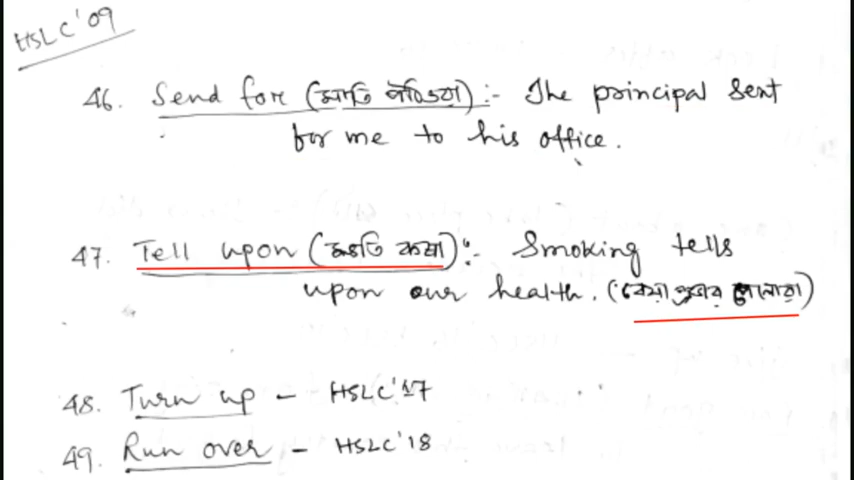 HSLC'09
46. Send for (মাতি পঠিওৱা) :- The principal sent
for me to his office.
47. Tell upon (ক্ষতি কৰা) :- Smoking tells
upon our health. (বেয়া প্ৰভাৱ পেলোৱা)
48. Turn up – HSLC'17
49. Run over – HSLC'18